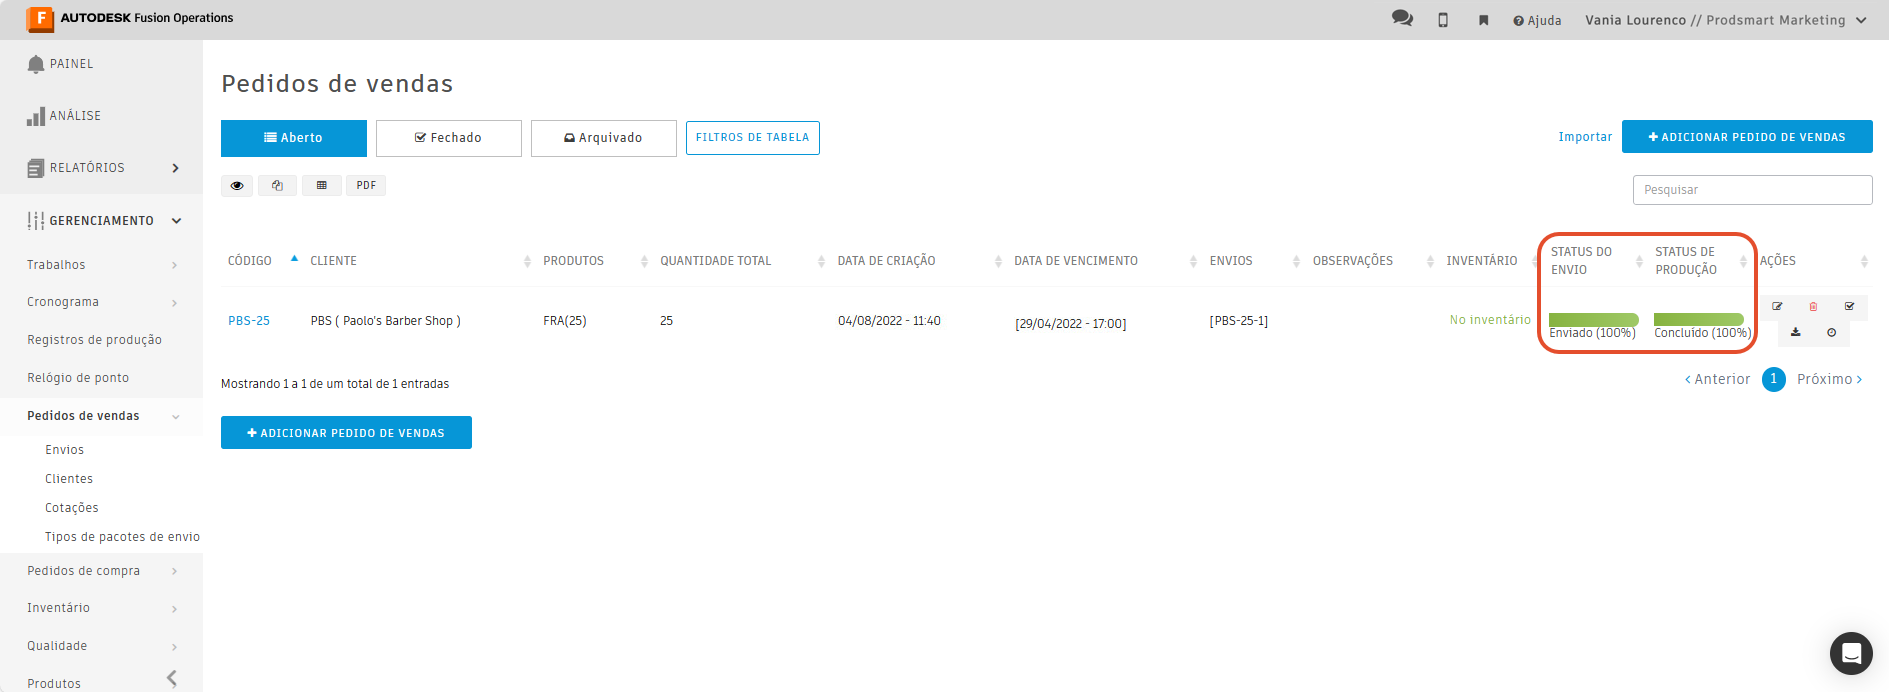 AUTODESK Fusion Operations
Ajuda
Vania Lourenco // Prodsmart Marketing
PAINEL
ANÁLISE
RELATÓRIOS
GERENCIAMENTO
Trabalhos
Cronograma
Registros de produção
Relógio de ponto
Pedidos de vendas
Envios
Clientes
Cotações
Tipos de pacotes de envio
Pedidos de compra
Inventário
Qualidade
Produtos
Pedidos de vendas
Aberto
Fechado
Arquivado
FILTROS DE TABELA
Importar
+ ADICIONAR PEDIDO DE VENDAS
PDF
Pesquisar
CÓDIGO
CLIENTE
PRODUTOS
QUANTIDADE TOTAL
DATA DE CRIAÇÃO
DATA DE VENCIMENTO
ENVIOS
OBSERVAÇÕES
INVENTÁRIO
STATUS DO
ENVIO
STATUS DE
PRODUÇÃO
AÇÕES
PBS-25
PBS ( Paolo's Barber Shop )
FRA(25)
25
04/08/2022 - 11:40
[29/04/2022 - 17:00]
[PBS-25-1]
No inventário
Enviado (100%)
Concluído (100%)
Mostrando 1 a 1 de um total de 1 entradas
Anterior
1
Próximo
+ ADICIONAR PEDIDO DE VENDAS